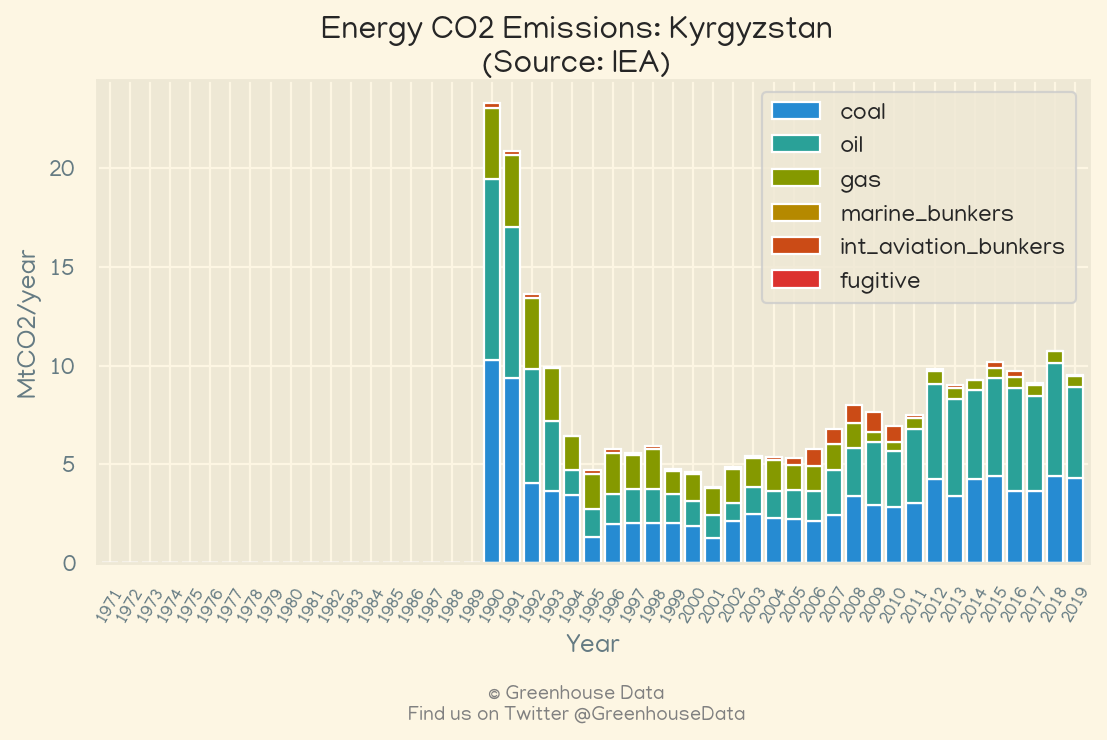 Energy CO2 Emissions: Kyrgyzstan
(Source: IEA)
coal
oil
gas
marine_bunkers
int_aviation_bunkers
fugitive
MtCO2/year
20
15
10
5
0
1971 1972 1973 1974 1975 1976 1977 1978 1979 1980 1981 1982 1983 1984 1985 1986 1987 1988 1989 1990 1991 1992 1993 1994 1995 1996 1997 1998 1999 2000 2001 2002 2003 2004 2005 2006 2007 2008 2009 2010 2011 2012 2013 2014 2015 2016 2017 2018 2019
Year
© Greenhouse Data
Find us on Twitter @GreenhouseData